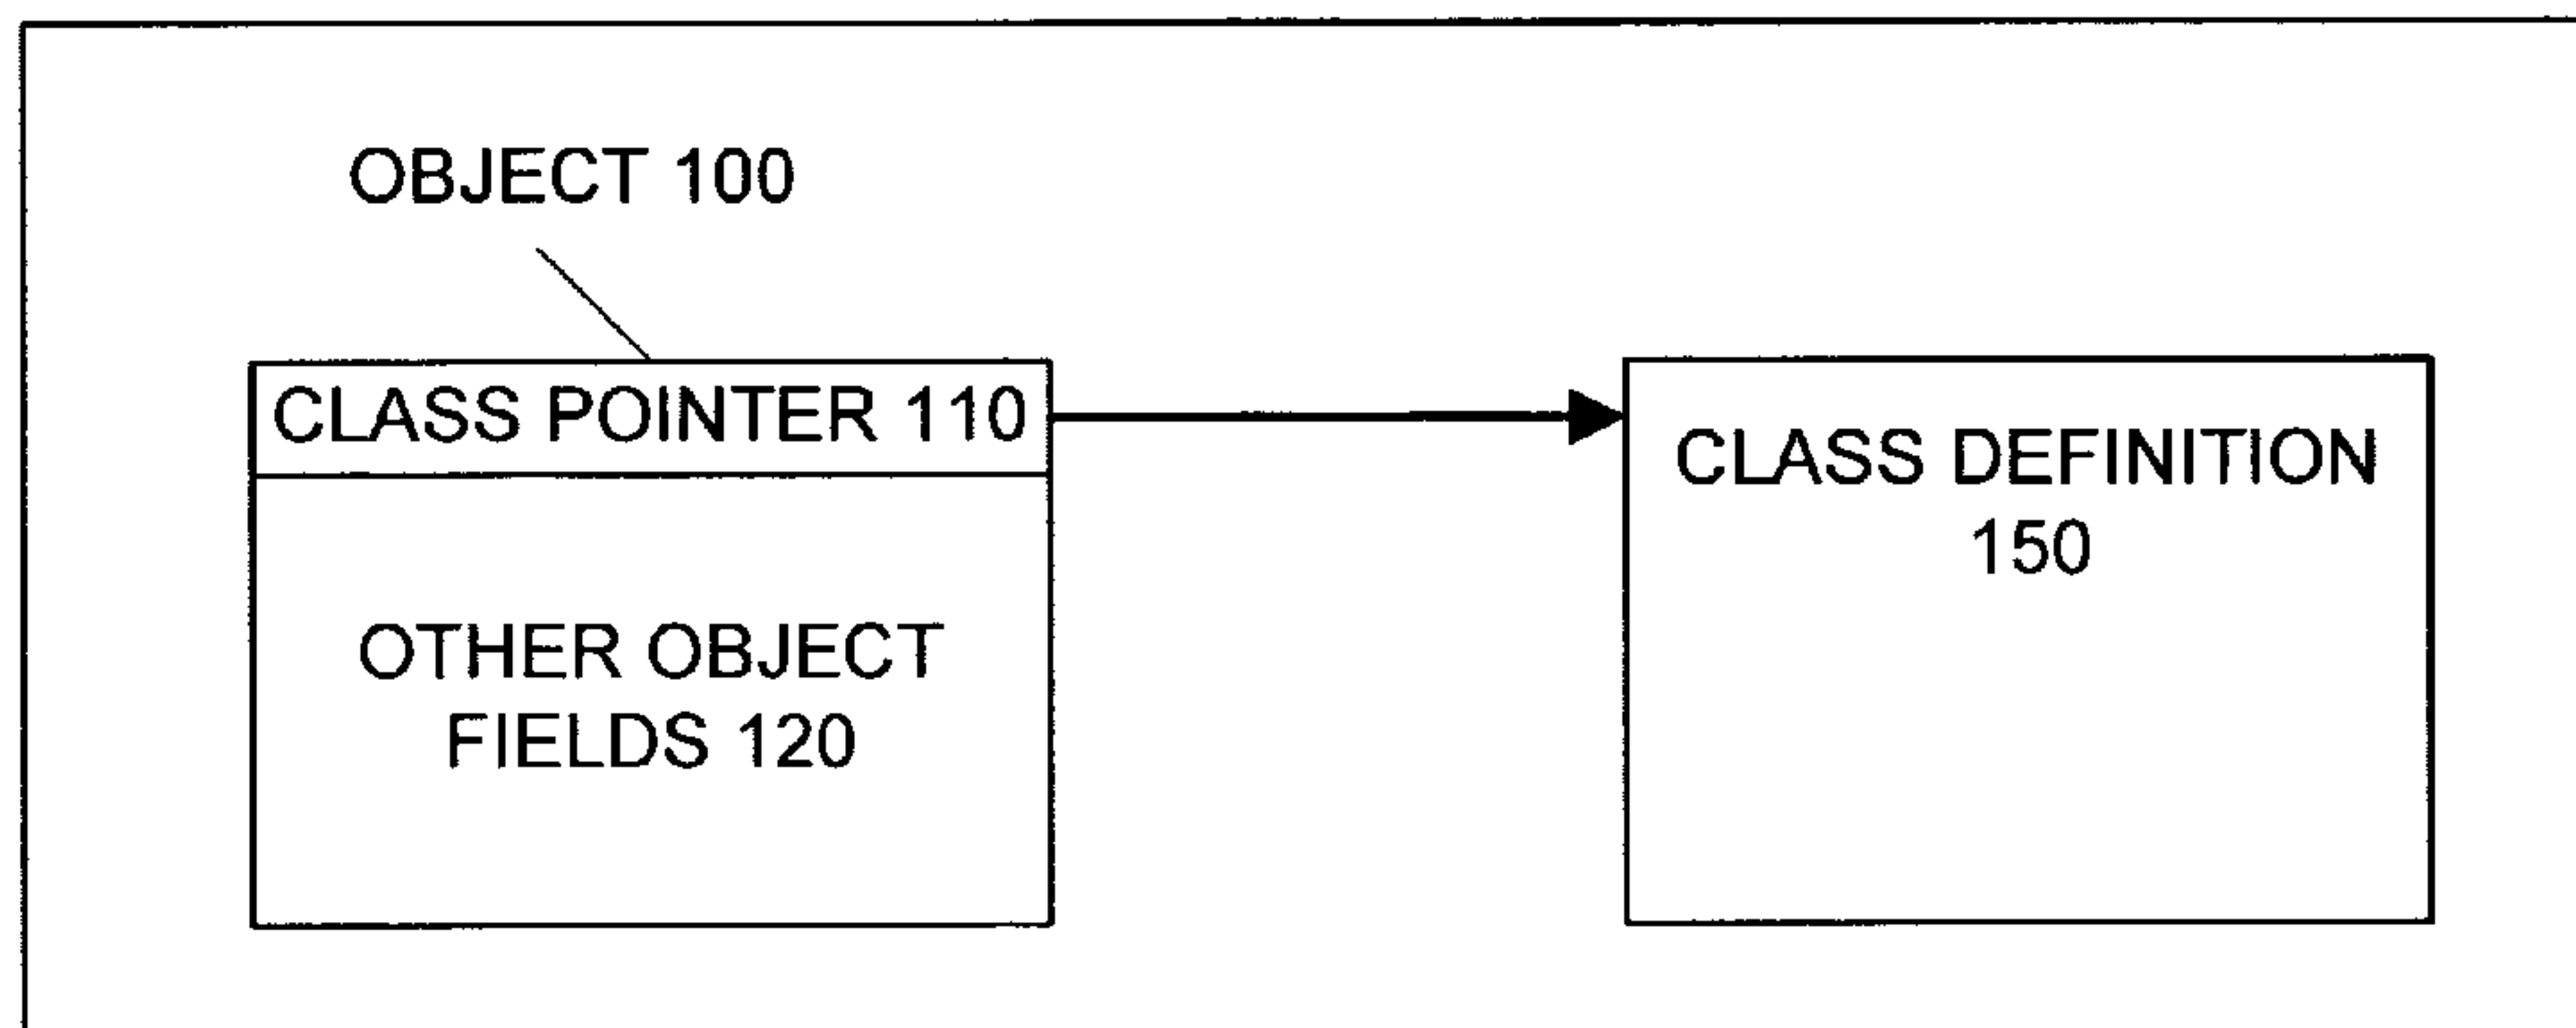 OBJECT 100
CLASS POINTER 110
OTHER OBJECT
FIELDS 120
CLASS DEFINITION
150